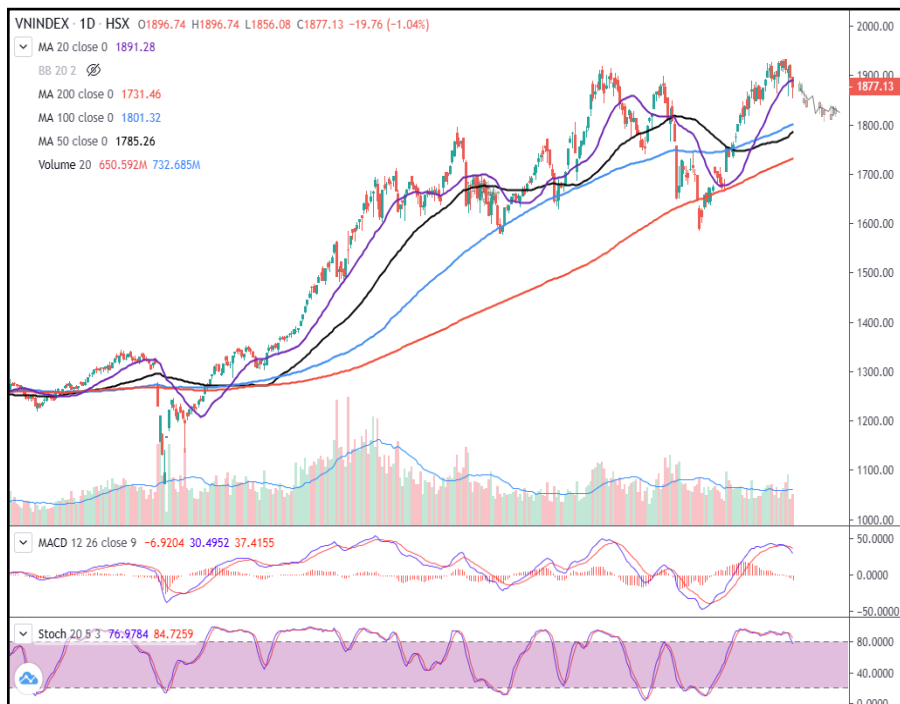 VNINDEX · 1D · HSX O1896.74 H1896.74 L1856.08 C1877.13 −19.76 (−1.04%)
MA 20 close 0 1891.28
BB 20 2
MA 200 close 0 1731.46
MA 100 close 0 1801.32
MA 50 close 0 1785.26
Volume 20 650.592M 732.685M
2000.00
1900.00
1877.13
1800.00
1700.00
1600.00
1500.00
1400.00
1300.00
1200.00
1100.00
1000.00
MACD 12 26 close 9 −6.9204 30.4952 37.4155
50.0000
0.0000
−50.0000
Stoch 20 5 3 76.9784 84.7259
80.0000
40.0000
0.0000